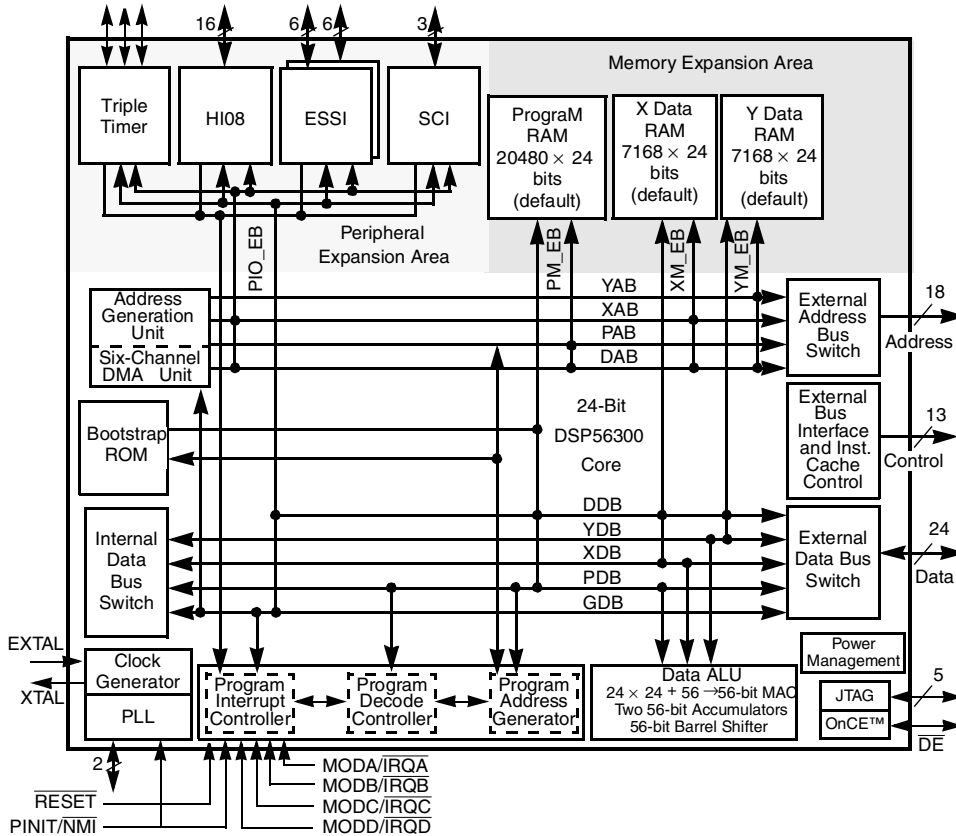 16
6
6
3
Memory Expansion Area
Triple
Timer
HI08
ESSI
SCI
PrograM
RAM
20480 × 24
bits
(default)
X Data
RAM
7168 × 24
bits
(default)
Y Data
RAM
7168 × 24
bits
(default)
Peripheral
Expansion Area
PIO_EB
PM_EB
XM_EB
YM_EB
Address
Generation
Unit
Six-Channel
DMA Unit
YAB
XAB
PAB
DAB
External
Address
Bus
Switch
18
Address
Bootstrap
ROM
24-Bit
DSP56300
Core
External
Bus
Interface
and Inst.
Cache
Control
13
Control
Internal
Data
Bus
Switch
DDB
YDB
XDB
PDB
GDB
External
Data Bus
Switch
24
Data
EXTAL
XTAL
Clock
Generator
PLL
2
Program
Interrupt
Controller
Program
Decode
Controller
Program
Address
Generator
Data ALU
24 × 24 + 56 →56-bit MAC
Two 56-bit Accumulators
56-bit Barrel Shifter
Power
Management
JTAG
OnCE™
5
DE
RESET
PINIT/NMI
MODA/IRQA
MODB/IRQB
MODC/IRQC
MODD/IRQD